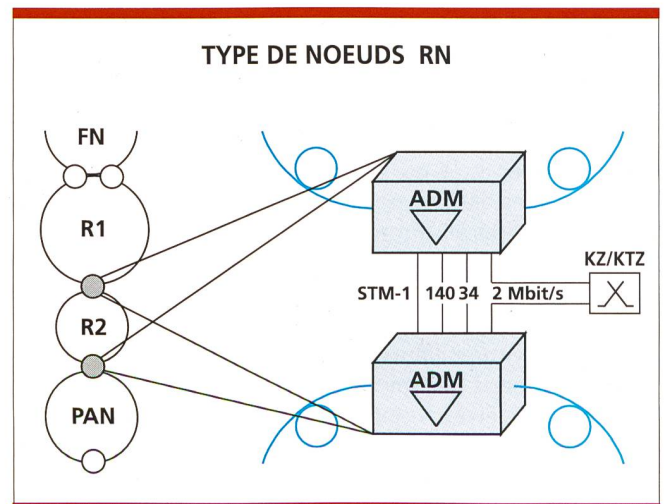 TYPE DE NOEUDS RN
FN
R1
R2
PAN
ADM
KZ/KTZ
STM-1 140 34 2 Mbit/s
ADM